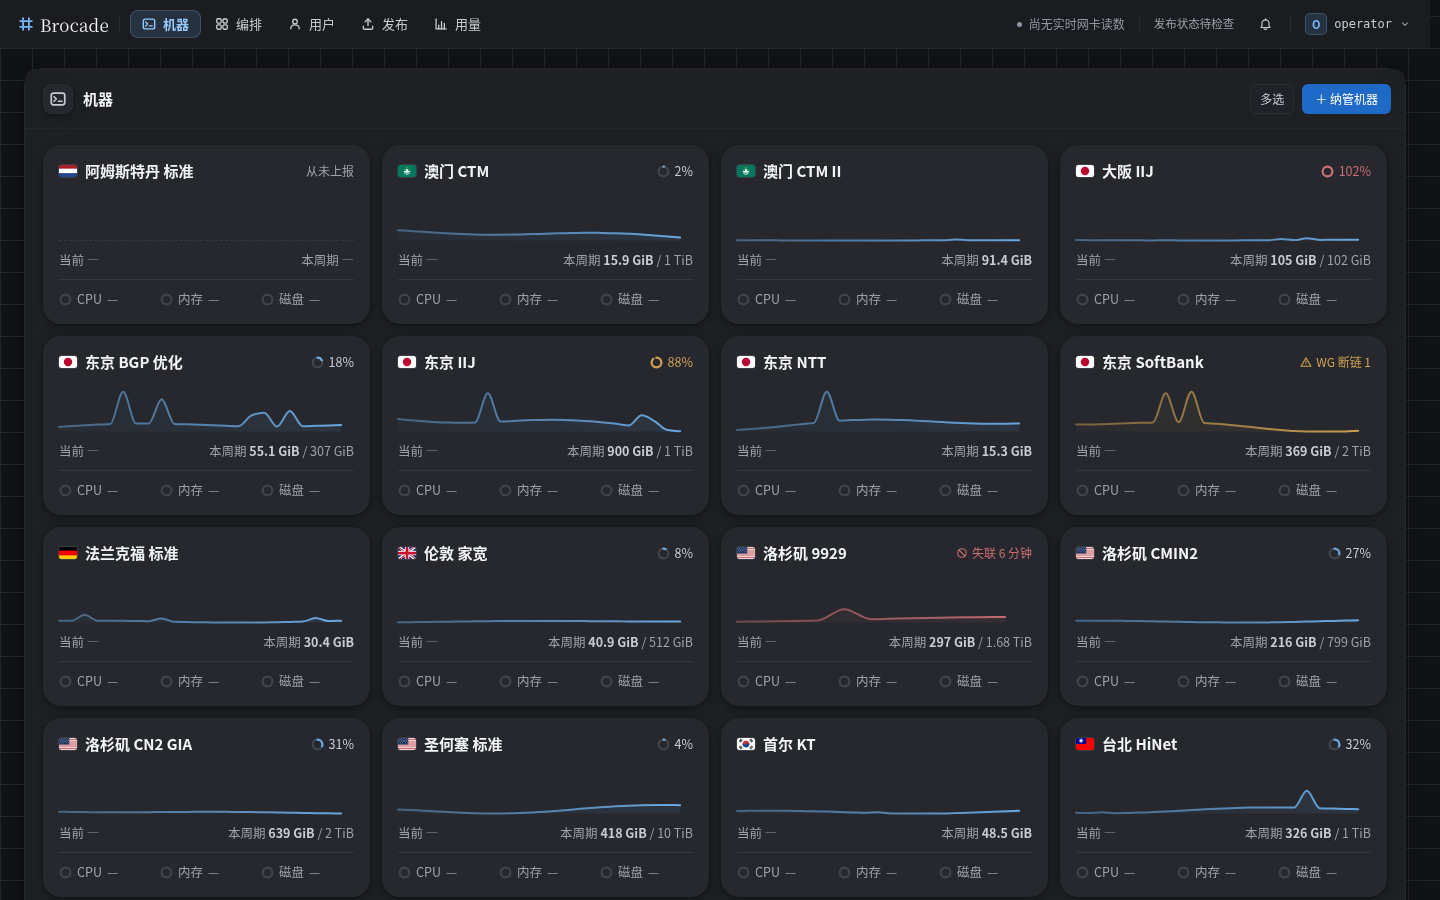 Brocade 机器 编排 用户 发布 用量 尚无实时网卡读数 发布状态待检查 O operator
机器 多选 + 纳管机器
阿姆斯特丹 标准 从未上报
当前 — 本周期 —
CPU — 内存 — 磁盘 —
澳门 CTM 2%
当前 — 本周期 15.9 GiB / 1 TiB
CPU — 内存 — 磁盘 —
澳门 CTM II
当前 — 本周期 91.4 GiB
CPU — 内存 — 磁盘 —
大阪 IIJ 102%
当前 — 本周期 105 GiB / 102 GiB
CPU — 内存 — 磁盘 —
东京 BGP 优化 18%
当前 — 本周期 55.1 GiB / 307 GiB
CPU — 内存 — 磁盘 —
东京 IIJ 88%
当前 — 本周期 900 GiB / 1 TiB
CPU — 内存 — 磁盘 —
东京 NTT
当前 — 本周期 15.3 GiB
CPU — 内存 — 磁盘 —
东京 SoftBank WG 断链 1
当前 — 本周期 369 GiB / 2 TiB
CPU — 内存 — 磁盘 —
法兰克福 标准
当前 — 本周期 30.4 GiB
CPU — 内存 — 磁盘 —
伦敦 家宽 8%
当前 — 本周期 40.9 GiB / 512 GiB
CPU — 内存 — 磁盘 —
洛杉矶 9929 失联 6 分钟
当前 — 本周期 297 GiB / 1.68 TiB
CPU — 内存 — 磁盘 —
洛杉矶 CMIN2 27%
当前 — 本周期 216 GiB / 799 GiB
CPU — 内存 — 磁盘 —
洛杉矶 CN2 GIA 31%
当前 — 本周期 639 GiB / 2 TiB
CPU — 内存 — 磁盘 —
圣何塞 标准 4%
当前 — 本周期 418 GiB / 10 TiB
CPU — 内存 — 磁盘 —
首尔 KT
当前 — 本周期 48.5 GiB
CPU — 内存 — 磁盘 —
台北 HiNet 32%
当前 — 本周期 326 GiB / 1 TiB
CPU — 内存 — 磁盘 —